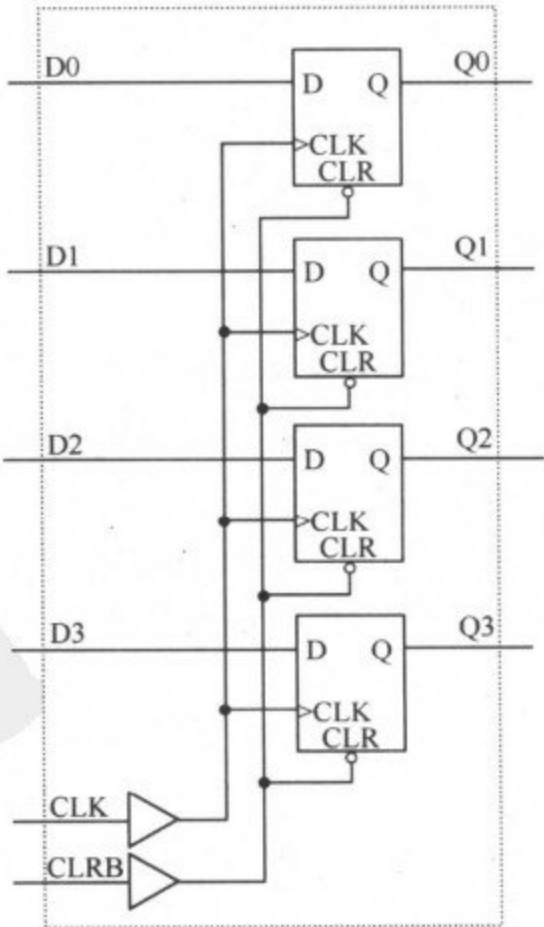 D0
D Q
Q0
CLK
CLR
D1
D Q
Q1
CLK
CLR
D2
D Q
Q2
CLK
CLR
D3
D Q
Q3
CLK
CLR
CLK
CLRB